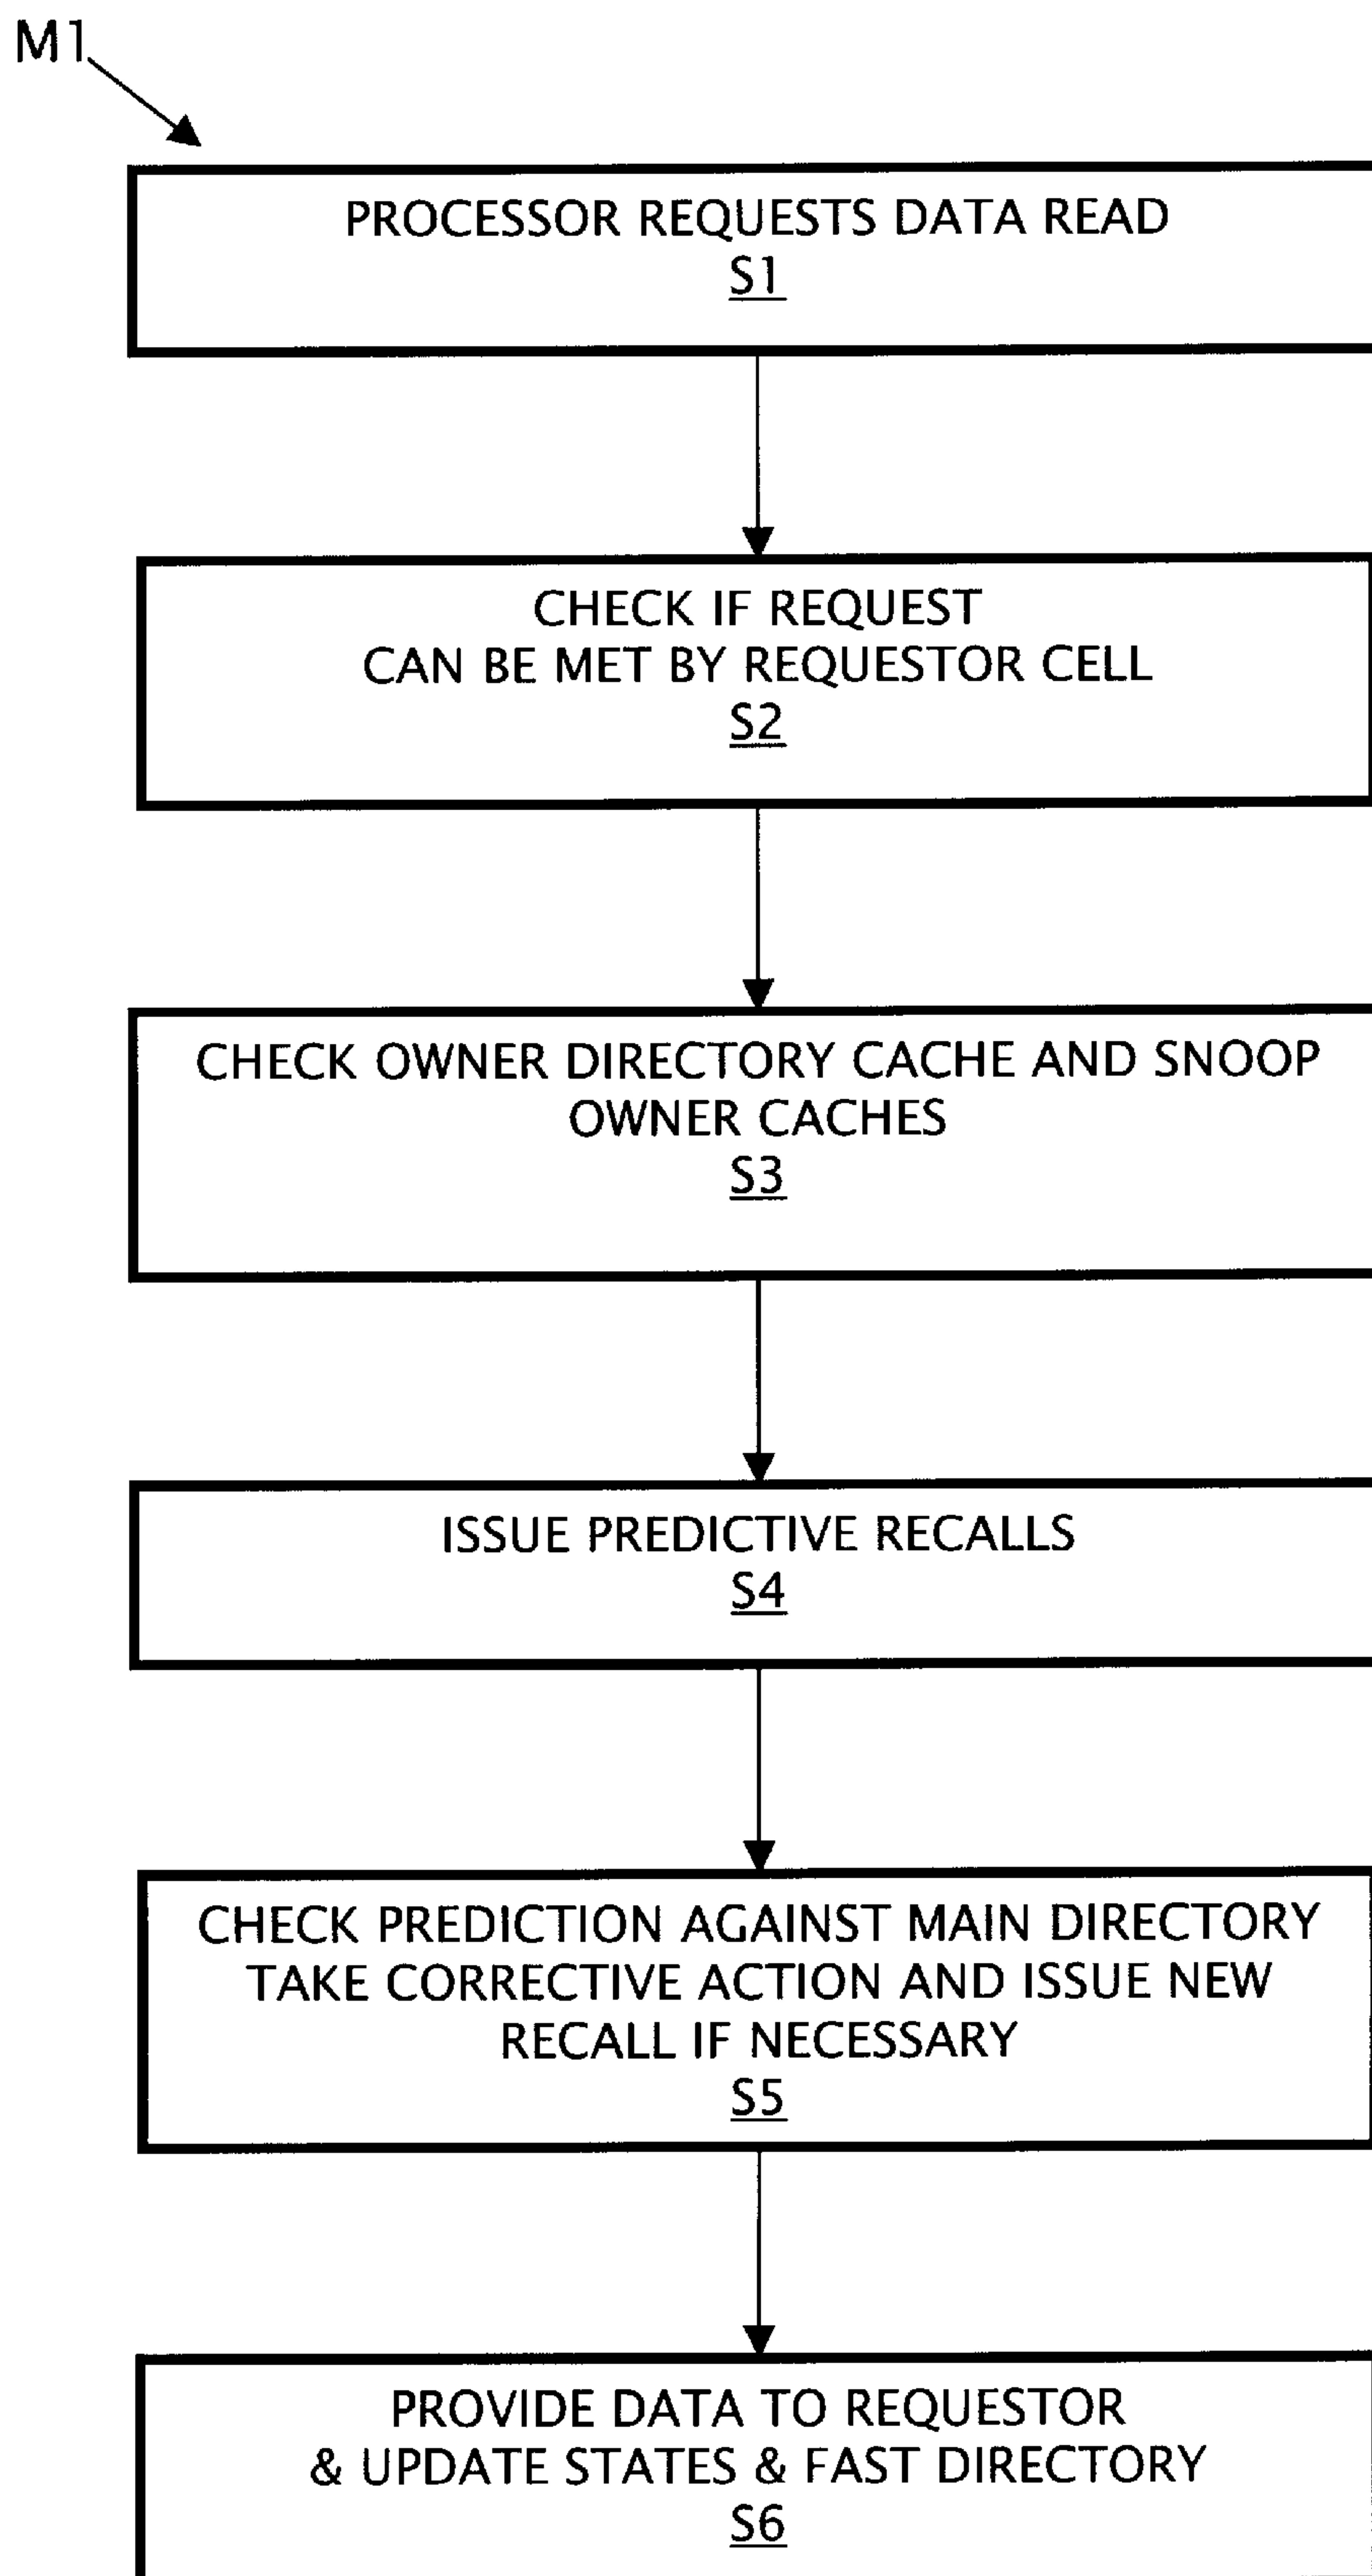 M1
PROCESSOR REQUESTS DATA READ
S1
CHECK IF REQUEST
CAN BE MET BY REQUESTOR CELL
S2
CHECK OWNER DIRECTORY CACHE AND SNOOP
OWNER CACHES
S3
ISSUE PREDICTIVE RECALLS
S4
CHECK PREDICTION AGAINST MAIN DIRECTORY
TAKE CORRECTIVE ACTION AND ISSUE NEW
RECALL IF NECESSARY
S5
PROVIDE DATA TO REQUESTOR
& UPDATE STATES & FAST DIRECTORY
S6